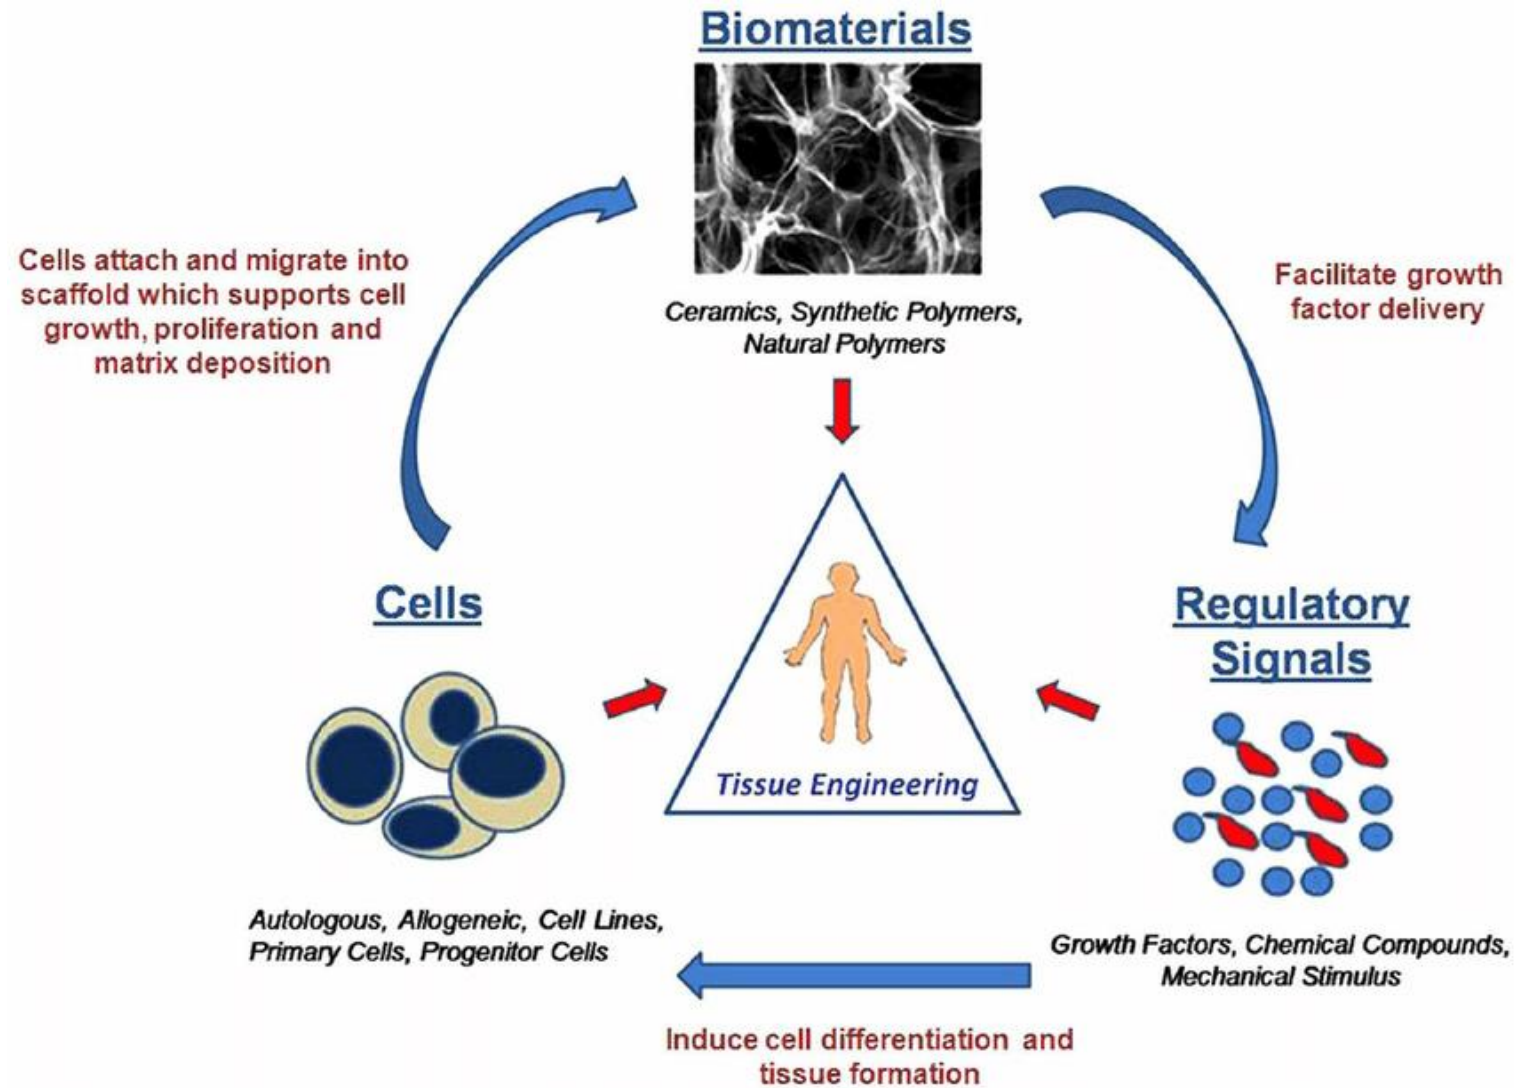 Biomaterials
Cells attach and migrate into
scaffold which supports cell
growth, proliferation and
matrix deposition
Facilitate growth
factor delivery
Ceramics, Synthetic Polymers,
Natural Polymers
Cells
Regulatory
Signals
Tissue Engineering
Autologous, Allogeneic, Cell Lines,
Primary Cells, Progenitor Cells
Growth Factors, Chemical Compounds,
Mechanical Stimulus
Induce cell differentiation and
tissue formation